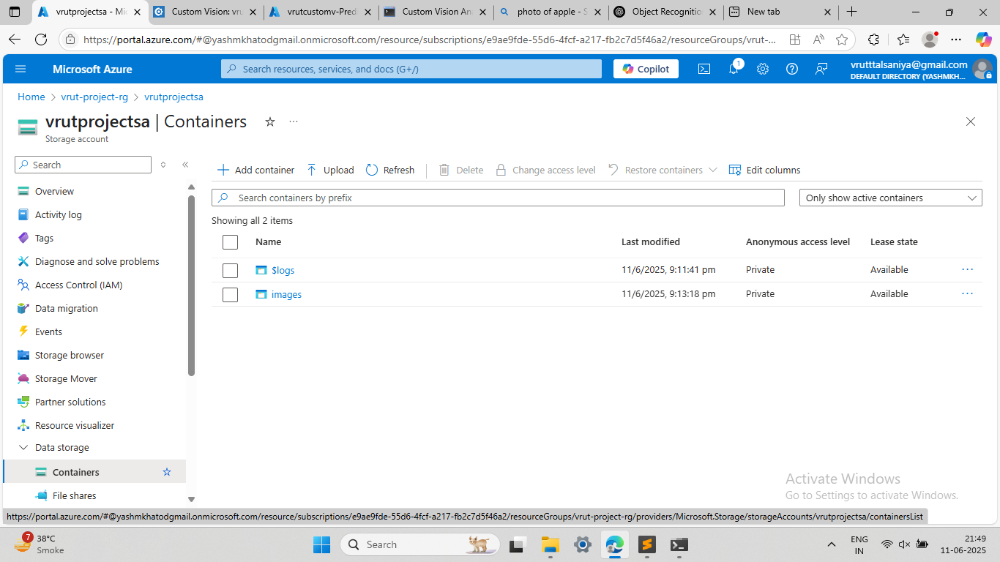 vrutprojectsa - Mic
Custom Vision: vru
vrutcustomv-Pred
Custom Vision An
photo of apple - S
Object Recognitio
New tab
https://portal.azure.com/#@yashmkhatodgmail.onmicrosoft.com/resource/subscriptions/e9ae9fde-55d6-4fcf-a217-fb2c7d5f46a2/resourceGroups/vrut-...
Microsoft Azure
Search resources, services, and docs (G+/)
Copilot
1
vrutttalsaniya@gmail.com
DEFAULT DIRECTORY (YASHMKH...
Home > vrut-project-rg > vrutprojectsa
vrutprojectsa | Containers
Storage account
Search
Add container
Upload
Refresh
Delete
Change access level
Restore containers
Edit columns
Search containers by prefix
Only show active containers
Showing all 2 items
Name Last modified Anonymous access level Lease state
$logs 11/6/2025, 9:11:41 pm Private Available
images 11/6/2025, 9:13:18 pm Private Available
Overview
Activity log
Tags
Diagnose and solve problems
Access Control (IAM)
Data migration
Events
Storage browser
Storage Mover
Partner solutions
Resource visualizer
Data storage
Containers
File shares
Activate Windows
Go to Settings to activate Windows.
https://portal.azure.com/#@yashmkhatodgmail.onmicrosoft.com/resource/subscriptions/e9ae9fde-55d6-4fcf-a217-fb2c7d5f46a2/resourceGroups/vrut-project-rg/providers/Microsoft.Storage/storageAccounts/vrutprojectsa/containersList
7
38°C
Smoke
Search
ENG
IN
21:49
11-06-2025